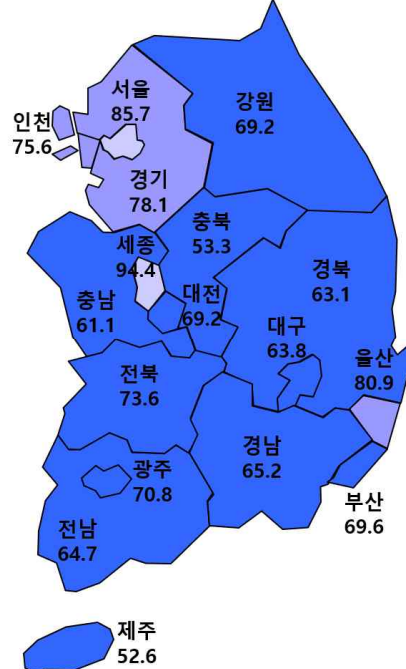 서울
85.7
강원
69.2
인천
75.6
경기
78.1
충북
53.3
세종
94.4
경북
63.1
대전
69.2
충남
61.1
대구
63.8
울산
80.9
전북
73.6
경남
65.2
광주
70.8
부산
69.6
전남
64.7
제주
52.6